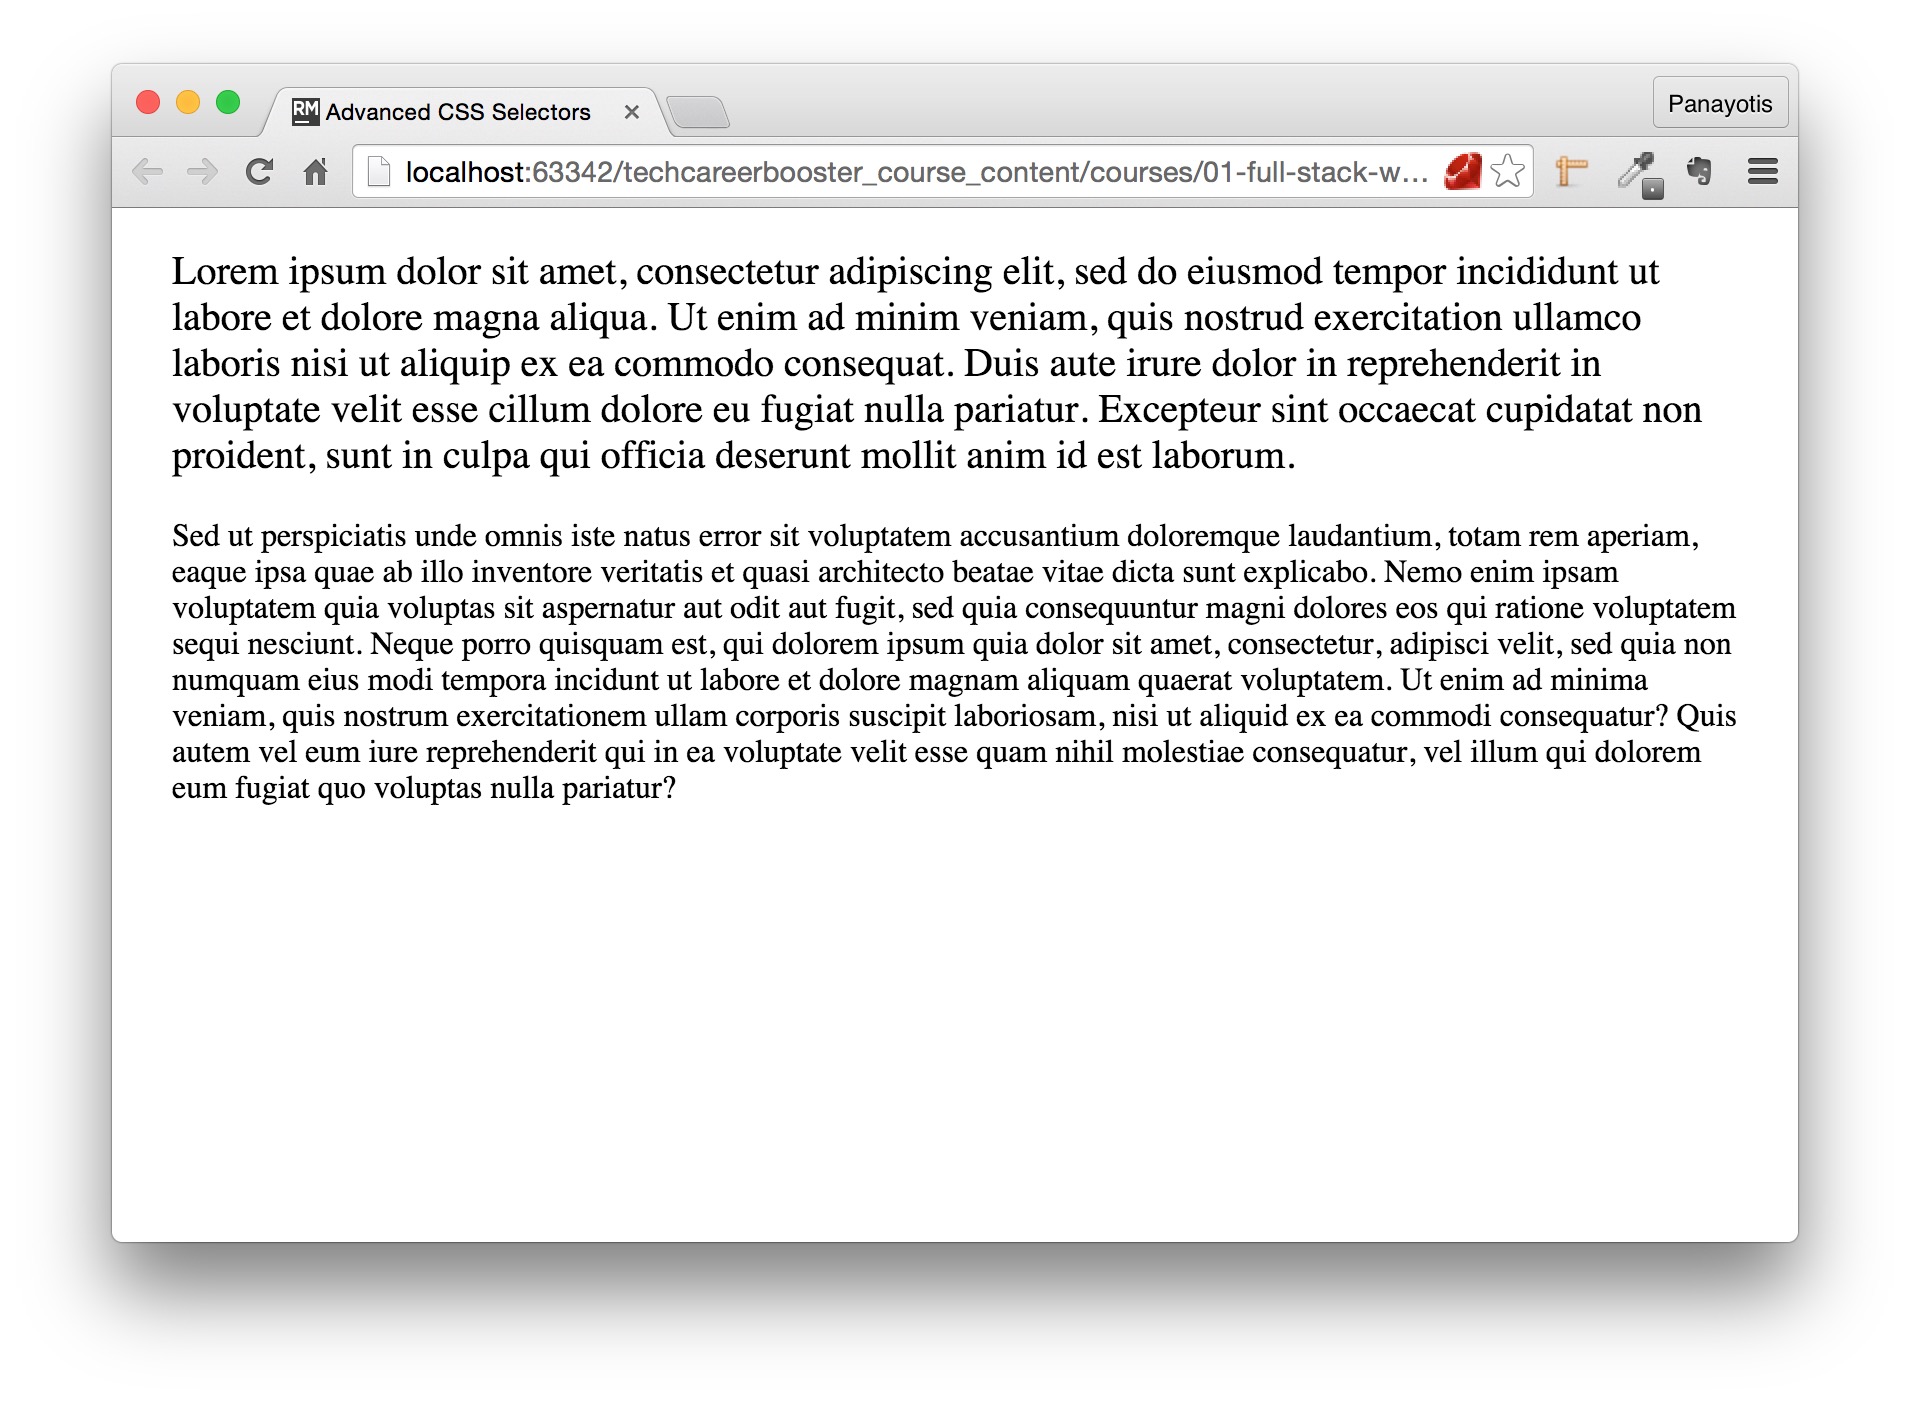 RM Advanced CSS Selectors
Panayotis
localhost:63342/techcareerbooster_course_content/courses/01-full-stack-w...
Lorem ipsum dolor sit amet, consectetur adipiscing elit, sed do eiusmod tempor incididunt ut
labore et dolore magna aliqua. Ut enim ad minim veniam, quis nostrud exercitation ullamco
laboris nisi ut aliquip ex ea commodo consequat. Duis aute irure dolor in reprehenderit in
voluptate velit esse cillum dolore eu fugiat nulla pariatur. Excepteur sint occaecat cupidatat non
proident, sunt in culpa qui officia deserunt mollit anim id est laborum.
Sed ut perspiciatis unde omnis iste natus error sit voluptatem accusantium doloremque laudantium, totam rem aperiam,
eaque ipsa quae ab illo inventore veritatis et quasi architecto beatae vitae dicta sunt explicabo. Nemo enim ipsam
voluptatem quia voluptas sit aspernatur aut odit aut fugit, sed quia consequuntur magni dolores eos qui ratione voluptatem
sequi nesciunt. Neque porro quisquam est, qui dolorem ipsum quia dolor sit amet, consectetur, adipisci velit, sed quia non
numquam eius modi tempora incidunt ut labore et dolore magnam aliquam quaerat voluptatem. Ut enim ad minima
veniam, quis nostrum exercitationem ullam corporis suscipit laboriosam, nisi ut aliquid ex ea commodi consequatur? Quis
autem vel eum iure reprehenderit qui in ea voluptate velit esse quam nihil molestiae consequatur, vel illum qui dolorem
eum fugiat quo voluptas nulla pariatur?